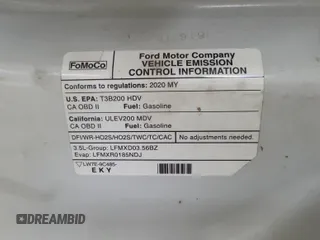 FoMoCo
Ford Motor Company
VEHICLE EMISSION
CONTROL INFORMATION
Conforms to regulations: 2020 MY
U.S. EPA: T3B200 HDV
CA OBD II Fuel: Gasoline
California: ULEV200 MDV
CA OBD II Fuel: Gasoline
DFI/WR-HO2S/HO2S/TWC/TC/CAC No adjustments needed.
3.5L-Group: LFMXD03.56BZ
Evap: LFMXR0185NDJ
LW7E-9C485-
EKY
DREAMBID